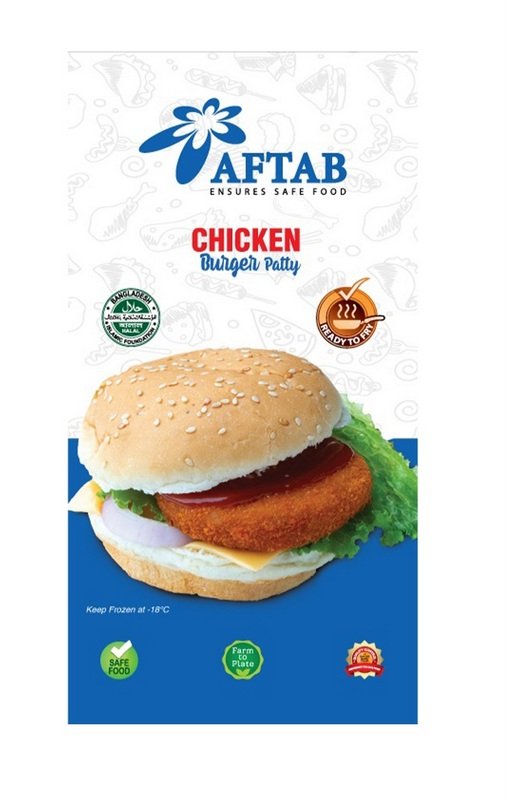 AFTAB
ENSURES SAFE FOOD
CHICKEN
Burger Patty
BANGLADESH
حلال
হালাল
HALAL
ISLAMIC FOUNDATION
READY TO FRY
Keep Frozen at -18°C
SAFE
FOOD
Farm
to
Plate